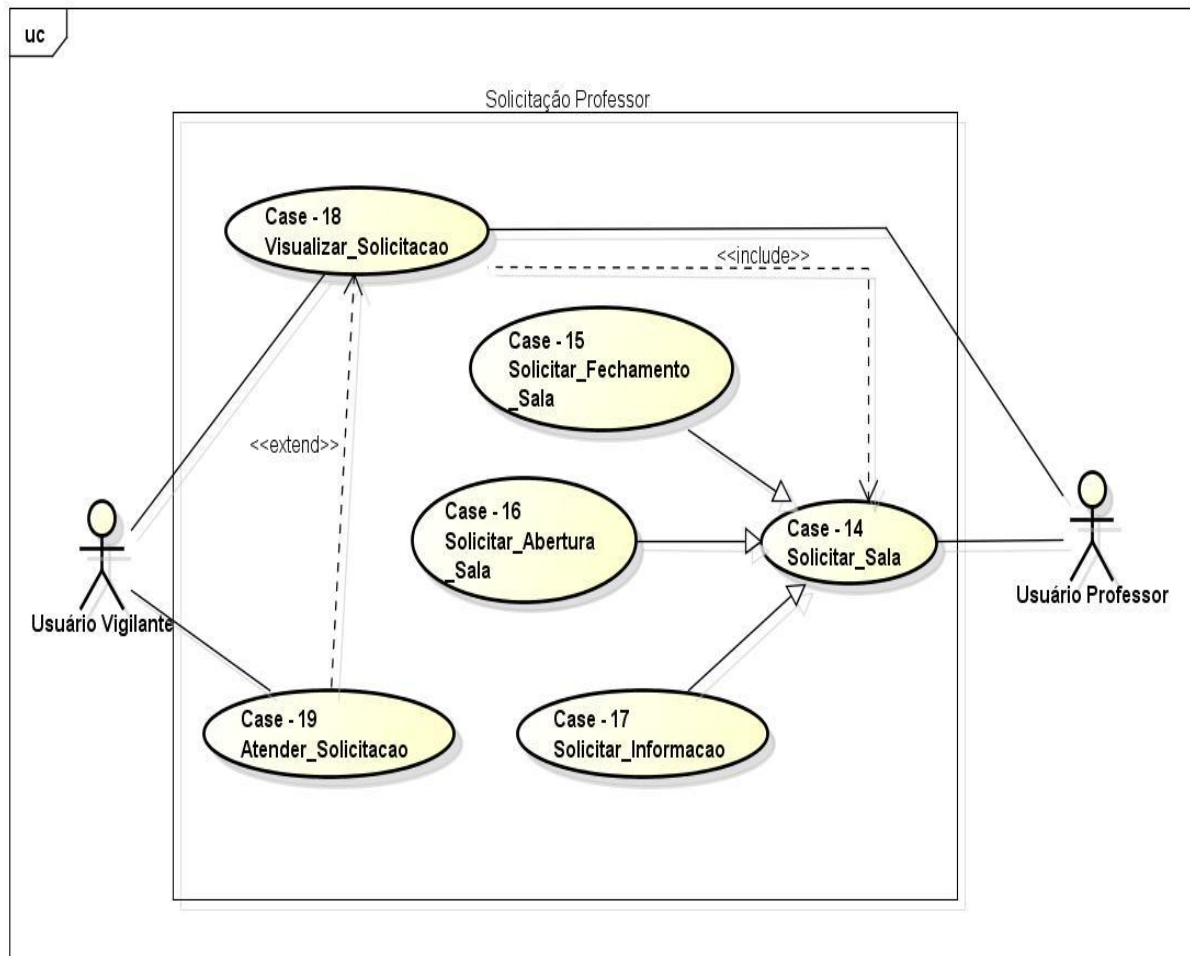 uc
Solicitação Professor
Case - 18
Visualizar_Solicitacao
<<include>>
Case - 15
Solicitar_Fechamento
_Sala
<<extend>>
Case - 16
Solicitar_Abertura
_Sala
Case - 14
Solicitar_Sala
Usuário Vigilante
Usuário Professor
Case - 19
Atender_Solicitacao
Case - 17
Solicitar_Informacao